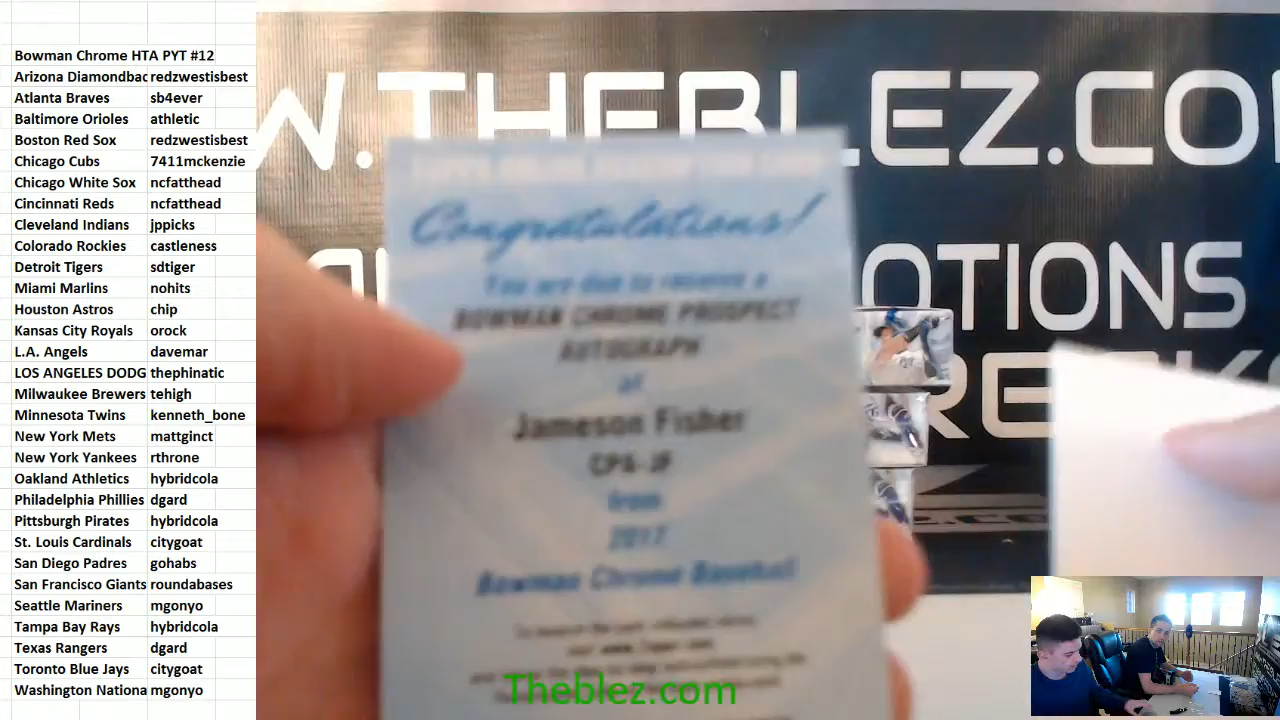 Bowman Chrome HTA PYT #12
Arizona Diamondbac redzwestisbest
Atlanta Braves sb4ever
Baltimore Orioles athletic
Boston Red Sox redzwestisbest
Chicago Cubs 7411mckenzie
Chicago White Sox ncfatthead
Cincinnati Reds ncfatthead
Cleveland Indians jppicks
Colorado Rockies castleness
Detroit Tigers sdtiger
Miami Marlins nohits
Houston Astros chip
Kansas City Royals orock
L.A. Angels davemar
LOS ANGELES DODG thephinatic
Milwaukee Brewers tehigh
Minnesota Twins kenneth_bone
New York Mets mattginct
New York Yankees rthrone
Oakland Athletics hybridcola
Philadelphia Phillies dgard
Pittsburgh Pirates hybridcola
St. Louis Cardinals citygoat
San Diego Padres gohabs
San Francisco Giants roundabases
Seattle Mariners mgonyo
Tampa Bay Rays hybridcola
Texas Rangers dgard
Toronto Blue Jays citygoat
Washington Nationa mgonyo
W.THEBLEZ.CO
OTIONS
RE
Congratulations!
You are due to receive a
BOWMAN CHROME PROSPECT
AUTOGRAPH
of
Jameson Fisher
CPA-JF
from
2017
Bowman Chrome Baseball
Theblez.com